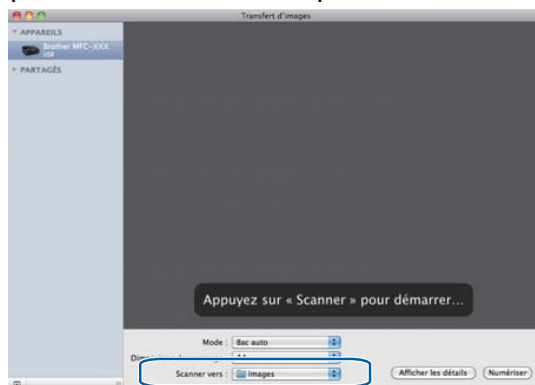 Transfert d'images
APPAREILS
Brother MFC-XXX
USB
PARTAGÉS
Appuyez sur « Scanner » pour démarrer...
Mode : Bac auto
Scanner vers : Images
Afficher les détails
Numériser